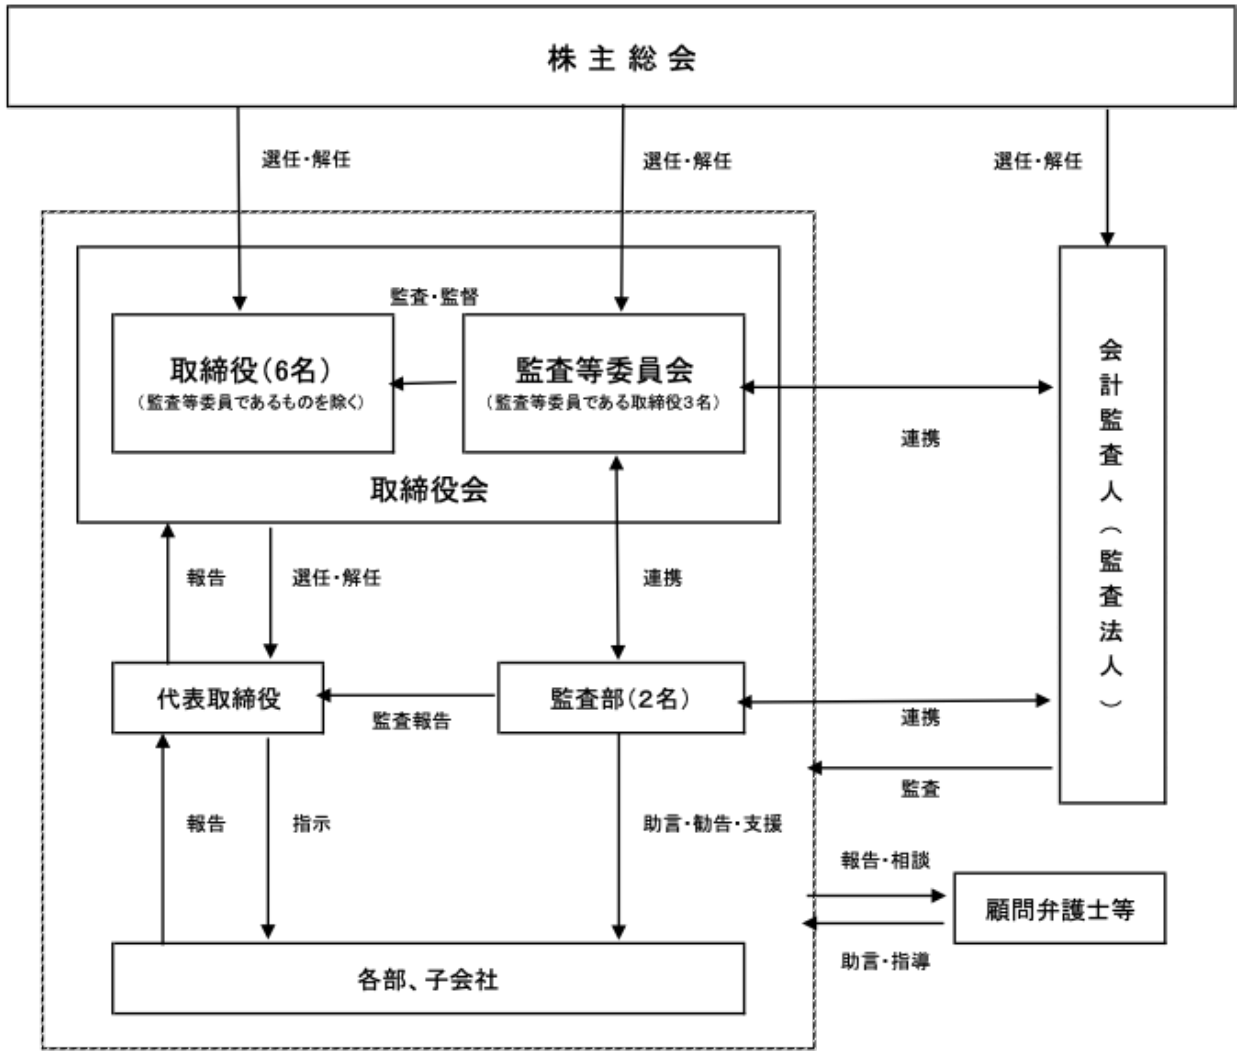 株主総会
選任・解任
選任・解任
選任・解任
監査・監督
取締役(6名)
(監査等委員であるものを除く)
監査等委員会
(監査等委員である取締役3名)
取締役会
会計監査人(監査法人)
連携
報告
選任・解任
連携
代表取締役
監査報告
監査部(2名)
連携
監査
報告
指示
助言・勧告・支援
報告・相談
顧問弁護士等
助言・指導
各部、子会社